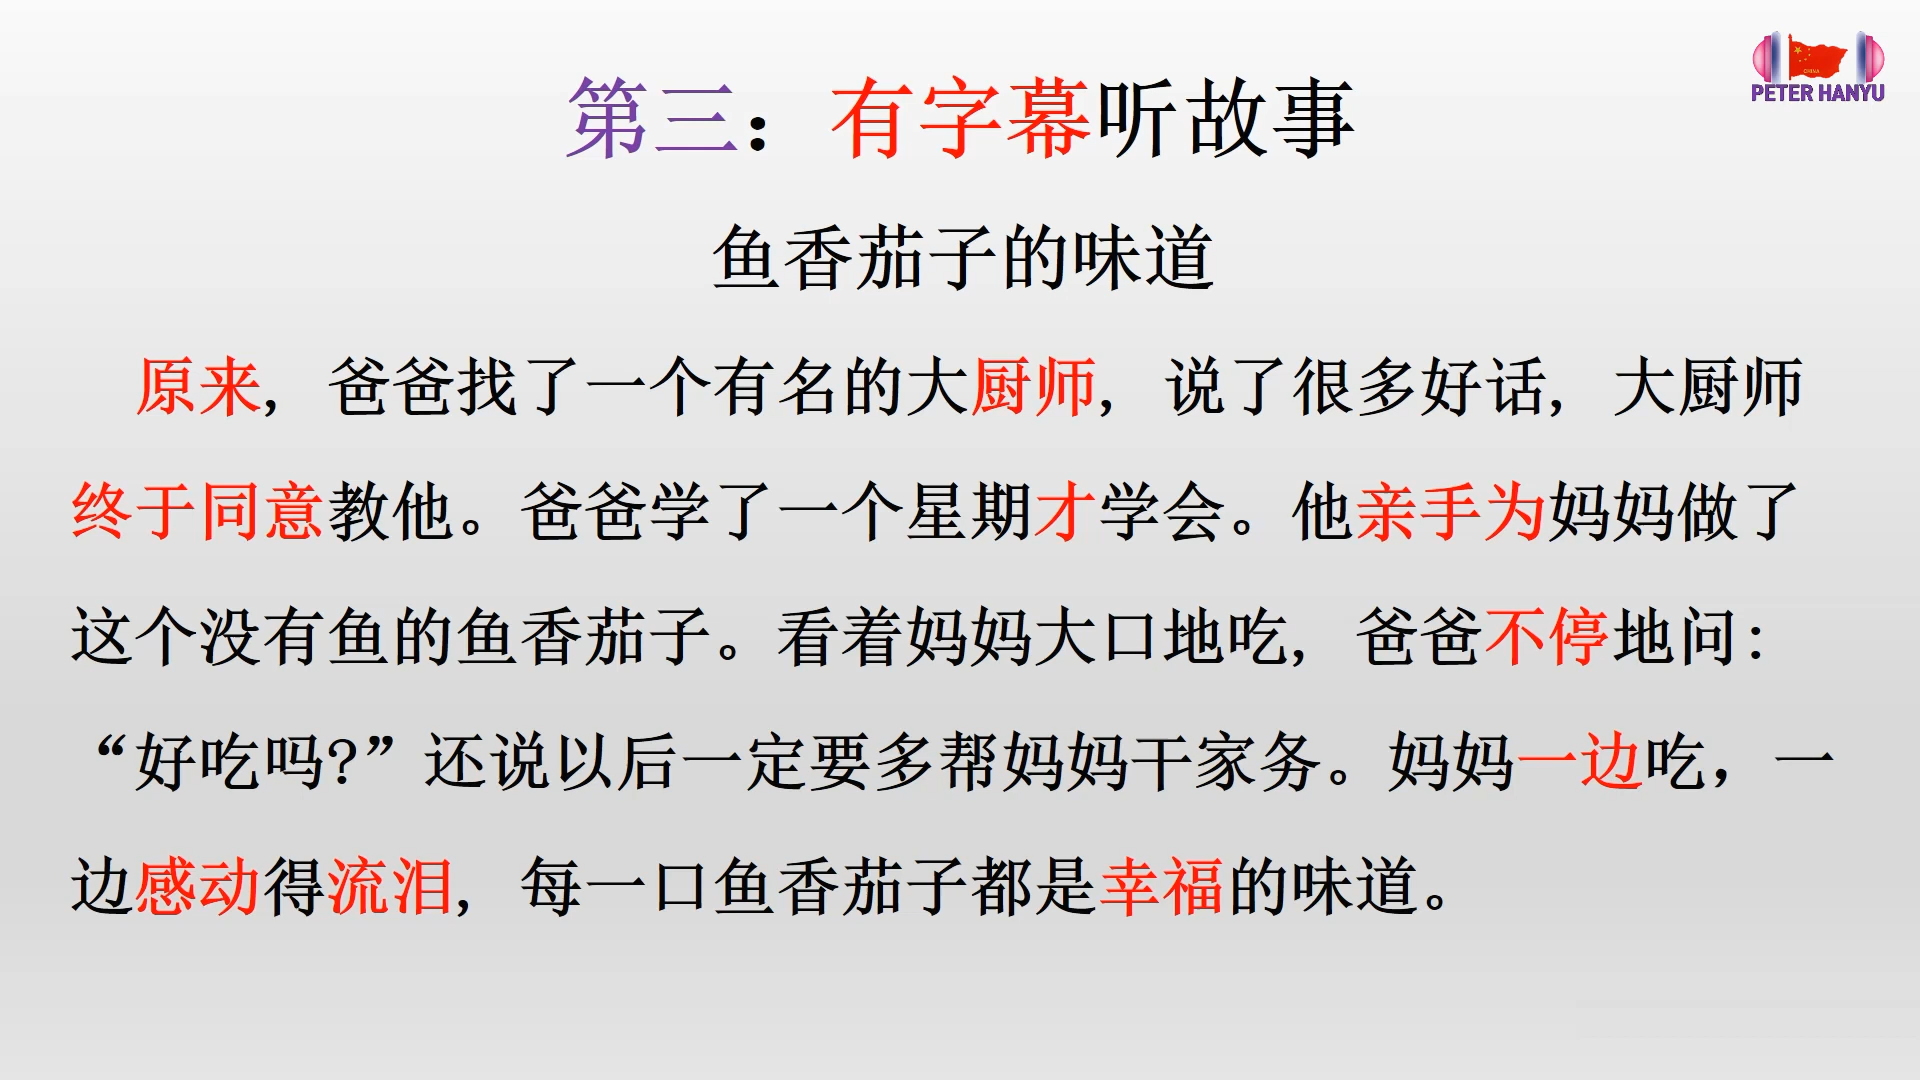 第三：有字幕听故事
PETER HANYU
鱼香茄子的味道
原来，爸爸找了一个有名的大厨师，说了很多好话，大厨师
终于同意教他。爸爸学了一个星期才学会。他亲手为妈妈做了
这个没有鱼的鱼香茄子。看着妈妈大口地吃，爸爸不停地问：
“好吃吗?”还说以后一定要多帮妈妈干家务。妈妈一边吃，一
边感动得流泪，每一口鱼香茄子都是幸福的味道。